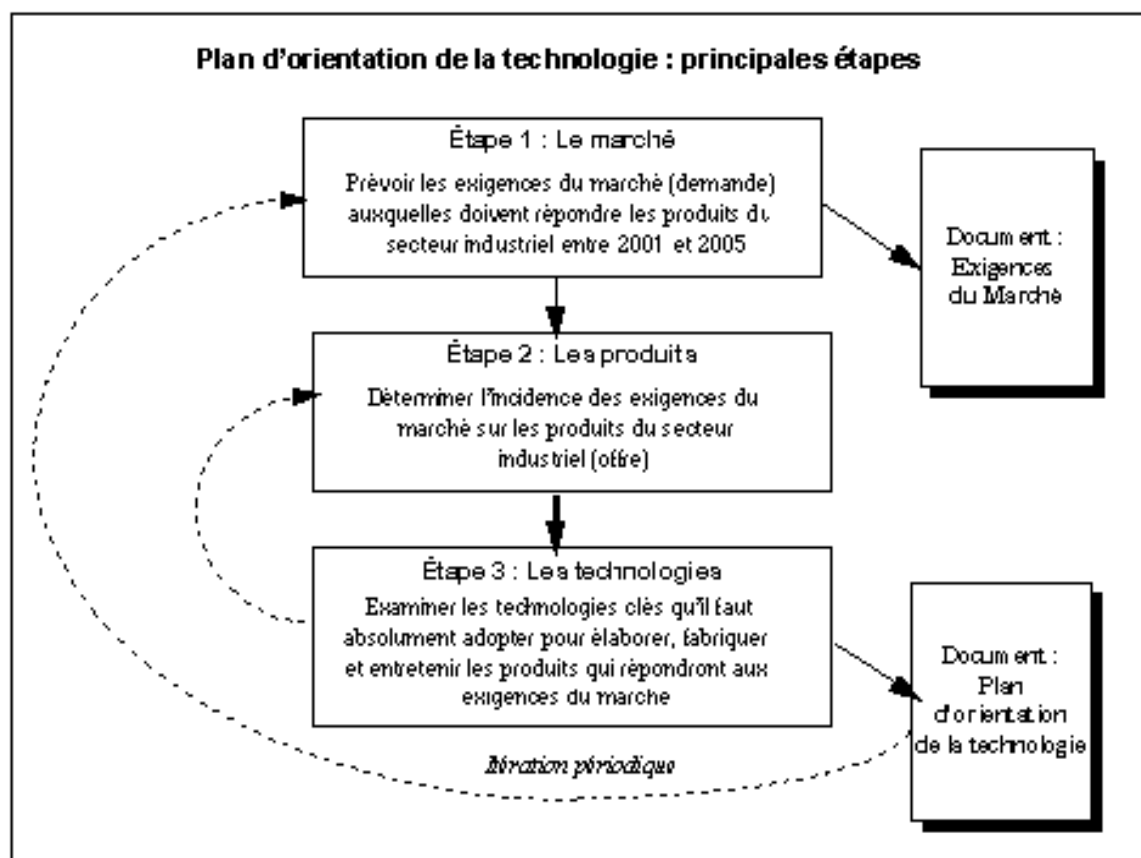 Plan d'orientation de la technologie : principales étapes
Étape 1 : Le marché
Prévoir les exigences du marché (demande)
auxquelles doivent répondre les produits du
secteur industriel entre 2001 et 2005
Document :
Exigences
du Marché
Étape 2 : Les produits
Déterminer l'incidence des exigences du
marché sur les produits du secteur
industriel (offre)
Étape 3 : Les technologies
Examiner les technologies clés qu'il faut
absolument adopter pour élaborer, fabriquer
et entretenir les produits qui répondront aux
exigences du marche
Document :
Plan
d'orientation
de la technologie
Itération périodique